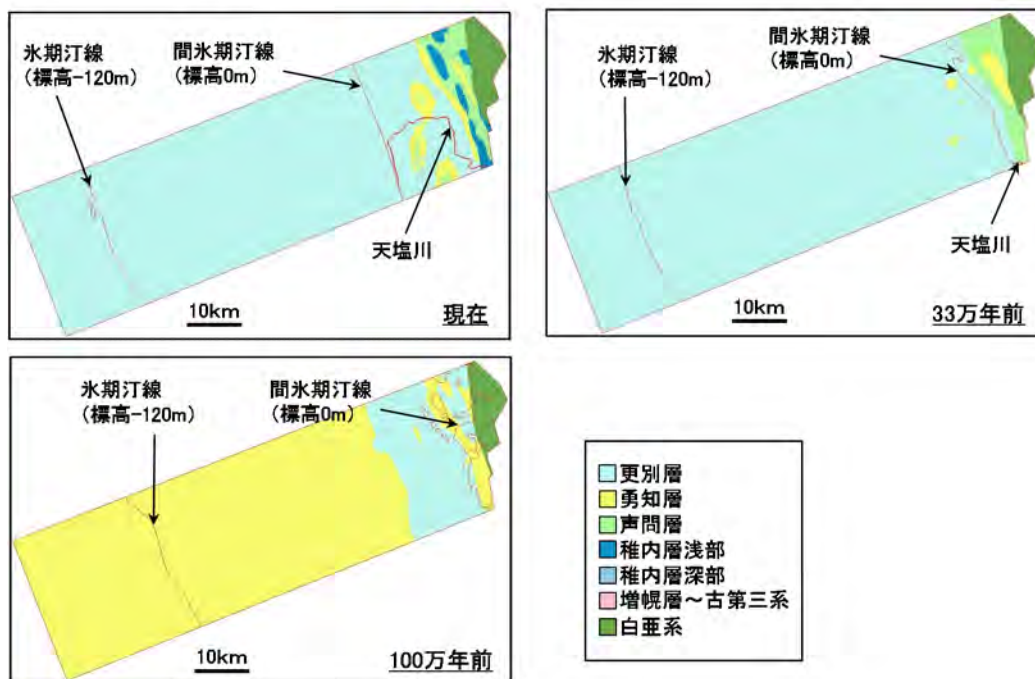 氷期汀線
（標高-120m）
間氷期汀線
（標高0m）
天塩川
10km
現在
氷期汀線
（標高-120m）
間氷期汀線
（標高0m）
天塩川
10km
33万年前
氷期汀線
（標高-120m）
間氷期汀線
（標高0m）
10km
100万年前
更別層
勇知層
声問層
稚内層浅部
稚内層深部
増幌層～古第三系
白亜系